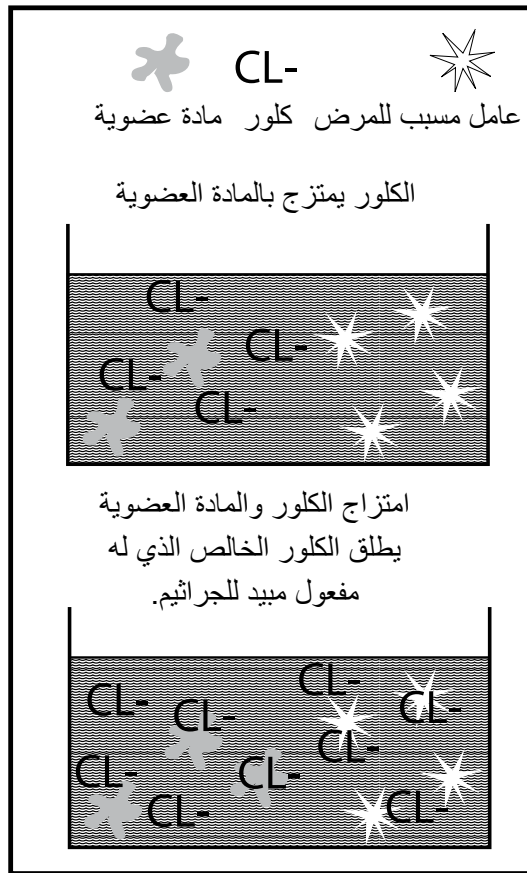 CL-
عامل مسبب للمرض كلور مادة عضوية
الكلور يمتزج بالمادة العضوية
CL-
CL-
CL-
CL-
امتزاج الكلور والمادة العضوية
يطلق الكلور الخالص الذي له
مفعول مبيد للجراثيم.
CL-
CL-
CL-
CL-
CL-
CL-
CL-
CL-
CL-